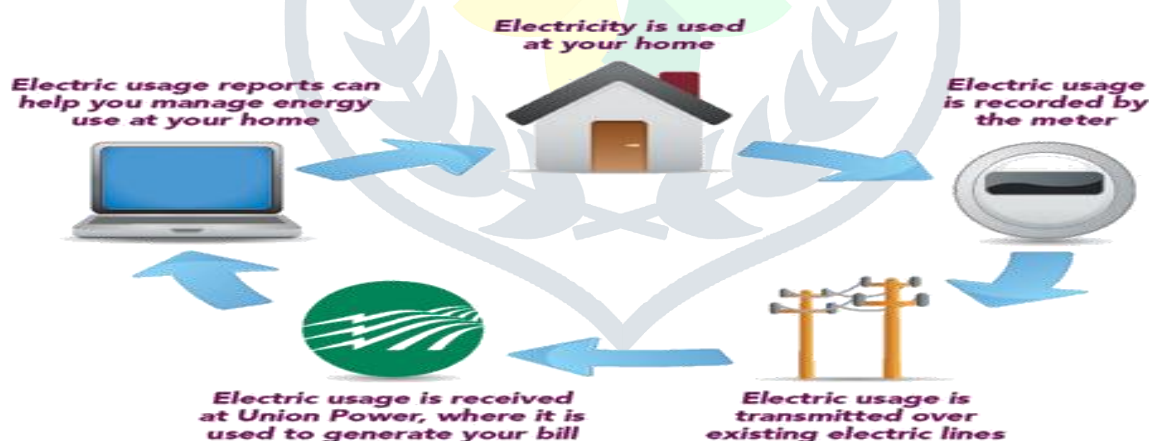 Electricity is used
at your home
Electric usage
is recorded by
the meter
Electric usage is
transmitted over
existing electric lines
Electric usage is received
at Union Power, where it is
used to generate your bill
Electric usage reports can
help you manage energy
use at your home